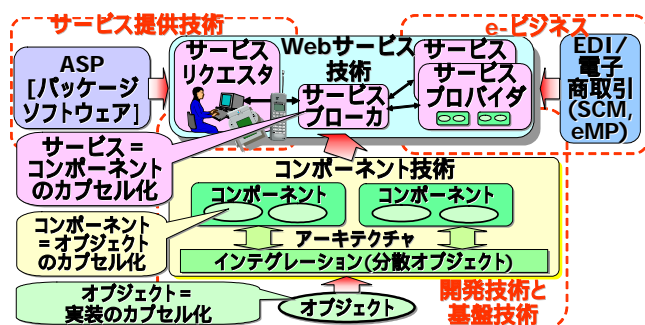 サービス提供技術
e-ビジネス
ASP
[パッケージ
ソフトウェア]
サービス
リクエスタ
Webサービス
技術
サービス
ブローカ
サービス
サービス
プロバイダ
EDI/
電子
商取引
(SCM,
eMP)
サービス＝
コンポーネント
のカプセル化
コンポーネント技術
コンポーネント
コンポーネント
コンポーネント
＝オブジェクト
のカプセル化
アーキテクチャ
インテグレーション(分散オブジェクト)
オブジェクト＝
実装のカプセル化
オブジェクト
開発技術と
基盤技術